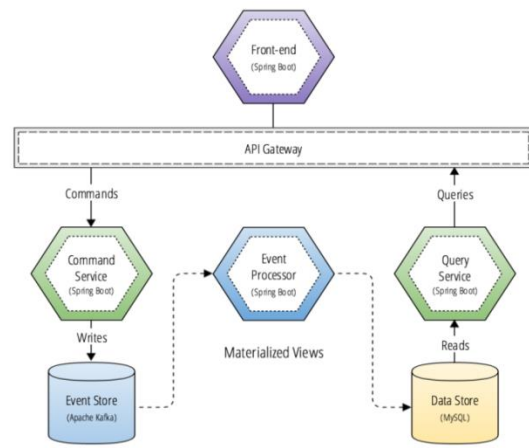 Front-end
(Spring Boot)
API Gateway
Commands
Queries
Command
Service
(Spring Boot)
Event
Processor
(Spring Boot)
Query
Service
(Spring Boot)
Writes
Materialized Views
Reads
Event Store
(Apache Kafka)
Data Store
(MySQL)